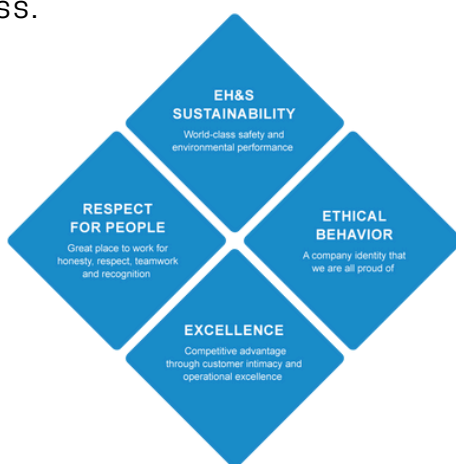 ss.
EH&S
SUSTAINABILITY
World-class safety and
environmental performance
RESPECT
FOR PEOPLE
Great place to work for
honesty, respect, teamwork
and recognition
ETHICAL
BEHAVIOR
A company identity that
we are all proud of
EXCELLENCE
Competitive advantage
through customer intimacy and
operational excellence